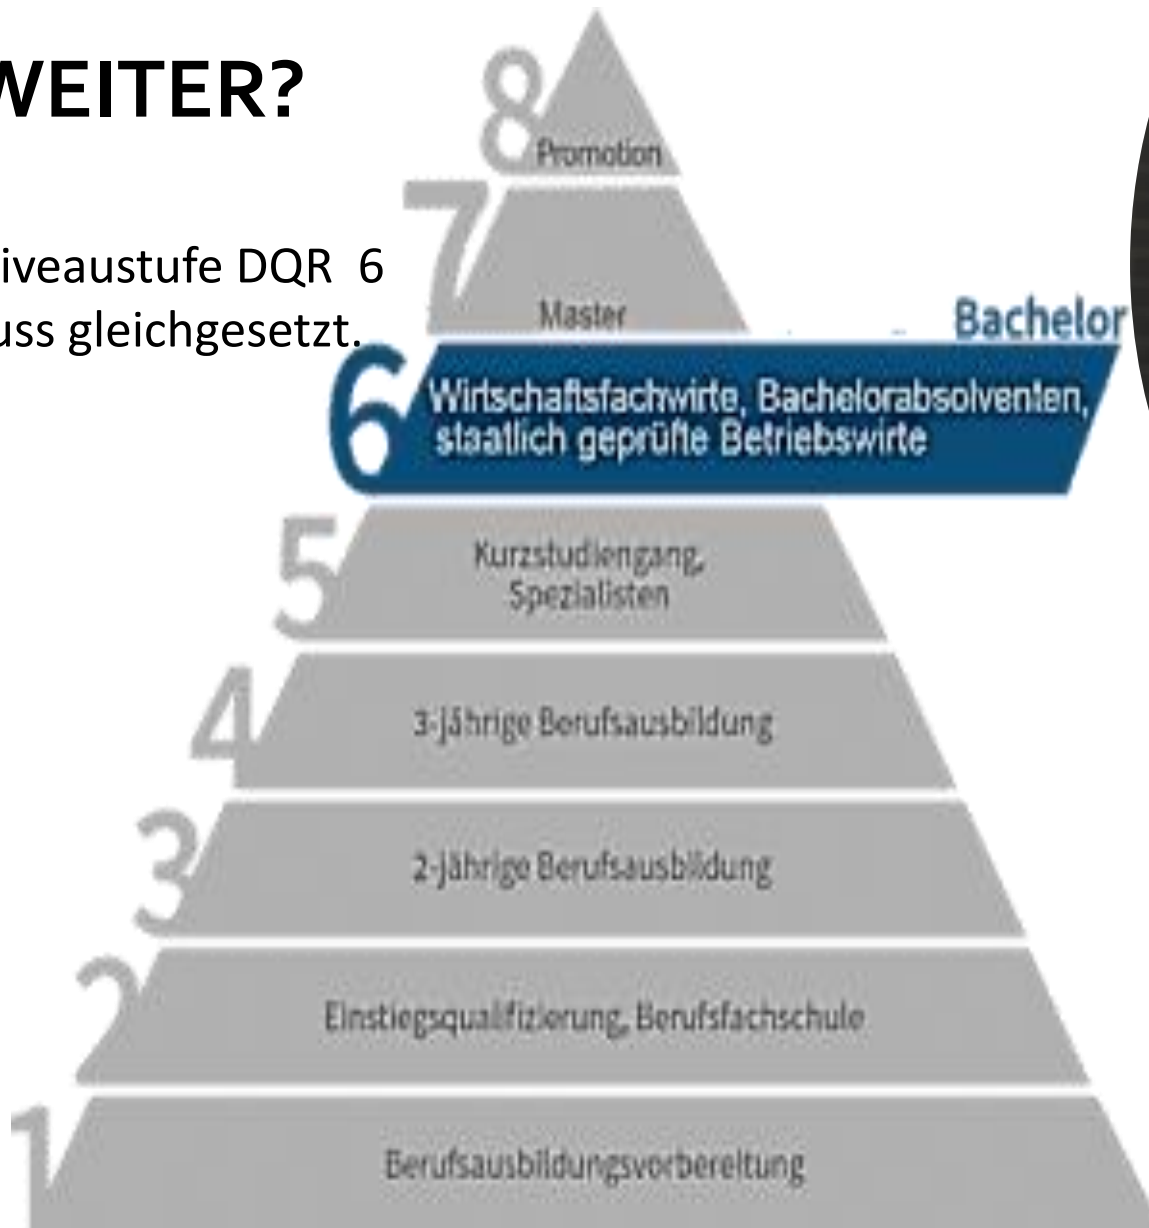 WEITER?
iveaustufe DQR 6
uss gleichgesetzt.
8
Promotion
7
Master
Bachelor
6
Wirtschaftsfachwirte, Bachelorabsolventen,
staatlich geprüfte Betriebswirte
5
Kurzstudiengang,
Spezialisten
4
3-jährige Berufsausbildung
3
2-jährige Berufsausbildung
2
Einstiegsqualifizierung, Berufsfachschule
1
Berufsausbildungsvorbereitung